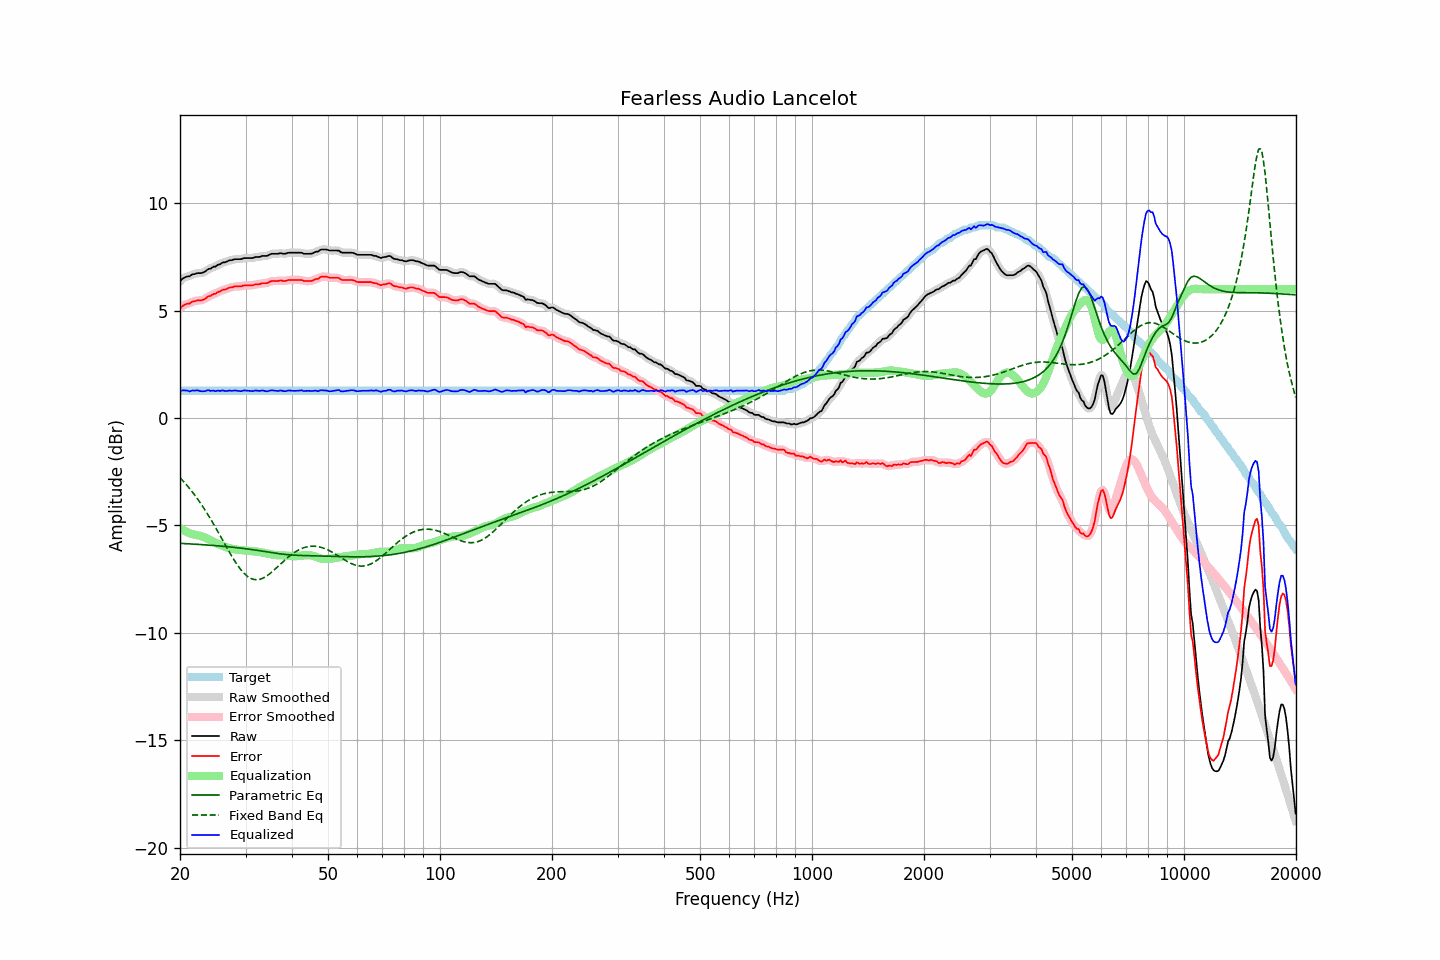 Fearless Audio Lancelot
Amplitude (dBr)
10
5
0
−5
−10
−15
−20
Target
Raw Smoothed
Error Smoothed
Raw
Error
Equalization
Parametric Eq
Fixed Band Eq
Equalized
20 50 100 200 500 1000 2000 5000 10000 20000
Frequency (Hz)